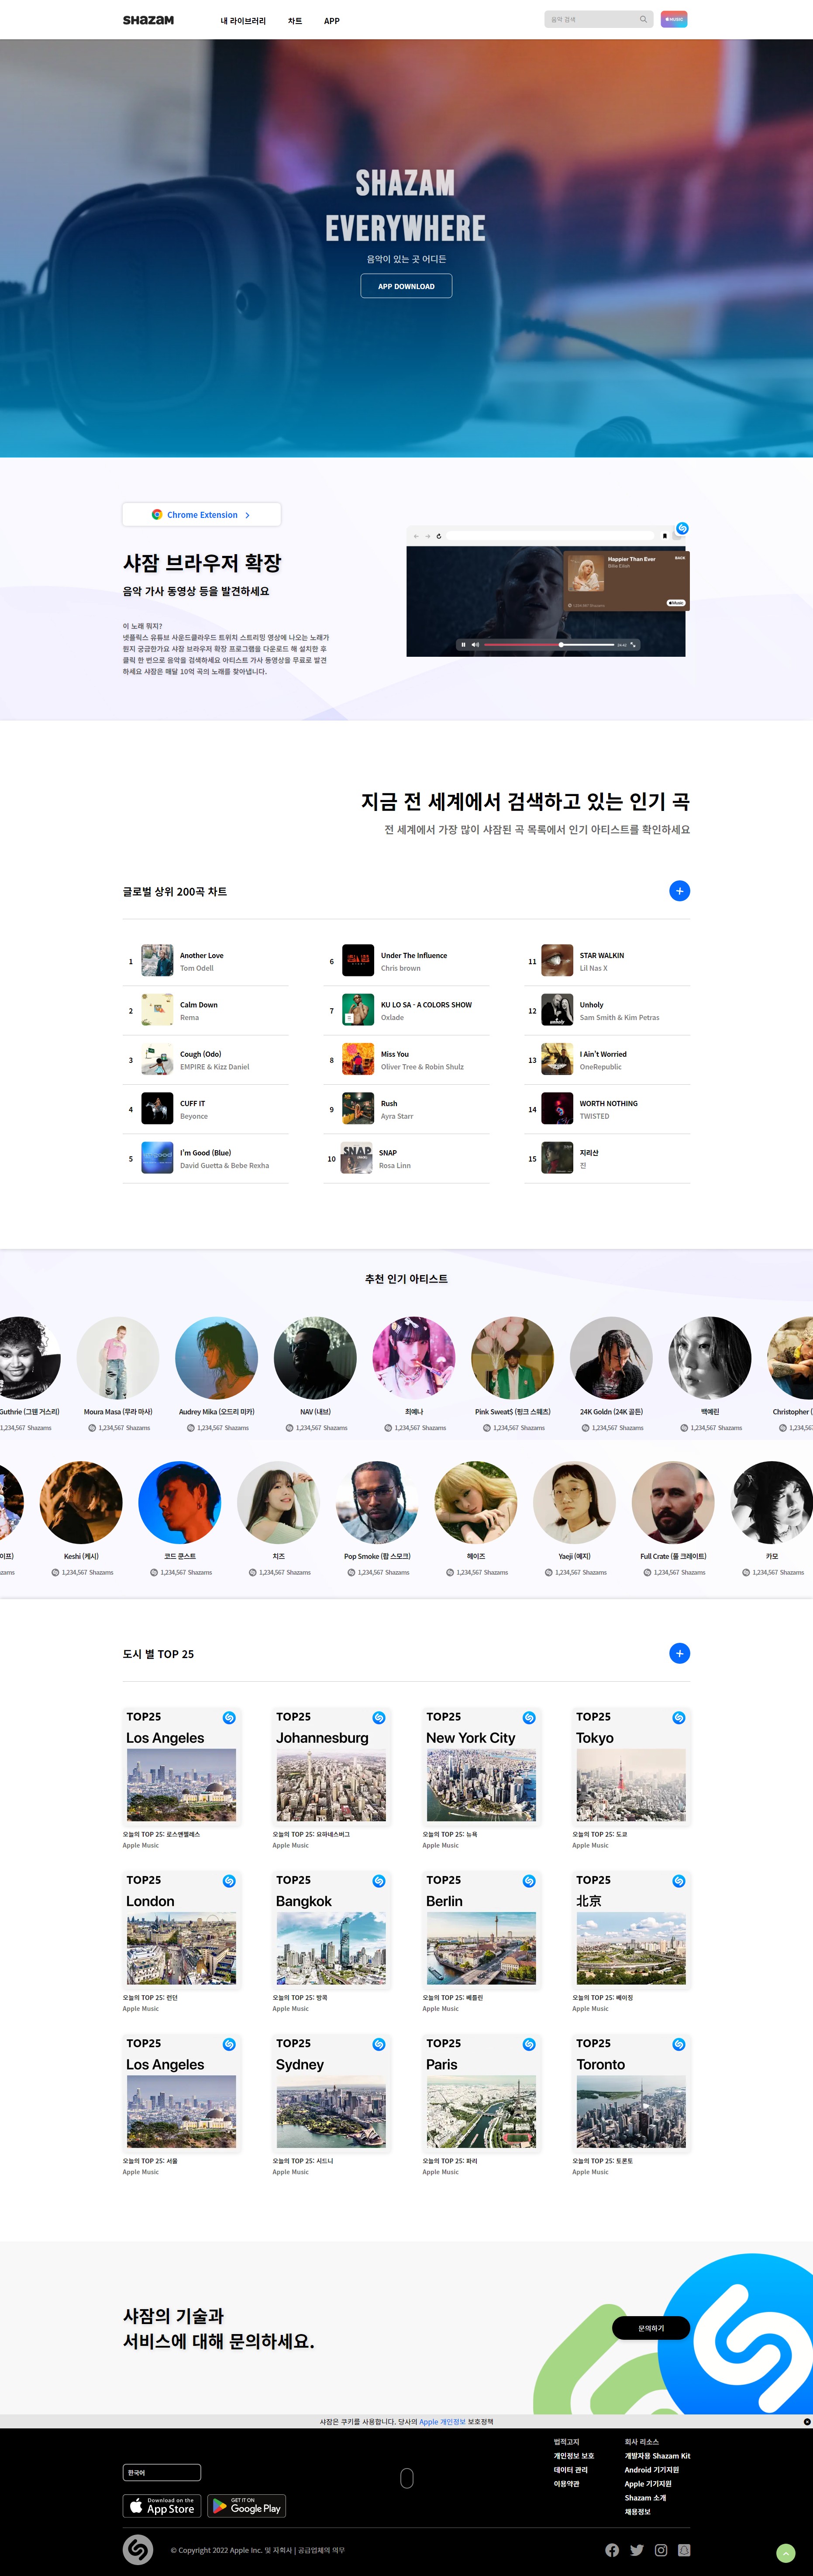 SHAZAM
내 라이브러리
차트
APP
음악 검색
MUSIC
SHAZAM
EVERYWHERE
음악이 있는 곳 어디든
APP DOWNLOAD
Chrome Extension
샤잠 브라우저 확장
음악 가사 동영상 등을 발견하세요
이 노래 뭐지?
넷플릭스 유튜브 사운드클라우드 트위치 스트리밍 영상에 나오는 노래가
뭔지 궁금한가요 샤잠 브라우저 확장 프로그램을 다운로드 해 설치한 후
클릭 한 번으로 음악을 검색하세요 아티스트 가사 동영상을 무료로 발견
하세요 샤잠은 매달 10억 곡의 노래를 찾아냅니다.
Happier Than Ever
Billie Eilish
BACK
1,234,567 Shazams
Music
지금 전 세계에서 검색하고 있는 인기 곡
전 세계에서 가장 많이 샤잠된 곡 목록에서 인기 아티스트를 확인하세요
글로벌 상위 200곡 차트
1
Another Love
Tom Odell
2
Calm Down
Rema
3
Cough (Odo)
EMPIRE & Kizz Daniel
4
CUFF IT
Beyonce
5
I'm Good (Blue)
David Guetta & Bebe Rexha
6
Under The Influence
Chris brown
7
KU LO SA - A COLORS SHOW
Oxlade
8
Miss You
Oliver Tree & Robin Shulz
9
Rush
Ayra Starr
10
SNAP
SNAP
Rosa Linn
11
STAR WALKIN
Lil Nas X
12
unholy
Unholy
Sam Smith & Kim Petras
13
I Ain't Worried
OneRepublic
14
WORTH NOTHING
TWISTED
15
지리산
진
추천 인기 아티스트
Guthrie (그웬 거스리)
1,234,567 Shazams
Moura Masa (무라 마사)
1,234,567 Shazams
Audrey Mika (오드리 미카)
1,234,567 Shazams
NAV (내브)
1,234,567 Shazams
최예나
1,234,567 Shazams
Pink Sweat$ (핑크 스웨츠)
1,234,567 Shazams
24K Goldn (24K 골든)
1,234,567 Shazams
백예린
1,234,567 Shazams
Christopher (
1,234,567
이프)
Keshi (케시)
1,234,567 Shazams
코드 쿤스트
1,234,567 Shazams
치즈
1,234,567 Shazams
Pop Smoke (팝 스모크)
1,234,567 Shazams
헤이즈
1,234,567 Shazams
Yaeji (예지)
1,234,567 Shazams
Full Crate (풀 크레이트)
1,234,567 Shazams
카모
1,234,567 Shazams
도시 별 TOP 25
TOP25
Los Angeles
오늘의 TOP 25: 로스앤젤레스
Apple Music
TOP25
Johannesburg
오늘의 TOP 25: 요하네스버그
Apple Music
TOP25
New York City
오늘의 TOP 25: 뉴욕
Apple Music
TOP25
Tokyo
오늘의 TOP 25: 도쿄
Apple Music
TOP25
London
오늘의 TOP 25: 런던
Apple Music
TOP25
Bangkok
오늘의 TOP 25: 방콕
Apple Music
TOP25
Berlin
오늘의 TOP 25: 베를린
Apple Music
TOP25
北京
오늘의 TOP 25: 베이징
Apple Music
TOP25
Los Angeles
오늘의 TOP 25: 서울
Apple Music
TOP25
Sydney
오늘의 TOP 25: 시드니
Apple Music
TOP25
Paris
오늘의 TOP 25: 파리
Apple Music
TOP25
Toronto
오늘의 TOP 25: 토론토
Apple Music
샤잠의 기술과
서비스에 대해 문의하세요.
문의하기
샤잠은 쿠키를 사용합니다. 당사의 Apple 개인정보 보호정책
한국어
Download on the
App Store
GET IT ON
Google Play
법적고지
개인정보 보호
데이터 관리
이용약관
회사 리소스
개발자용 Shazam Kit
Android 기기지원
Apple 기기지원
Shazam 소개
채용정보
© Copyright 2022 Apple Inc. 및 자회사 | 공급업체의 의무